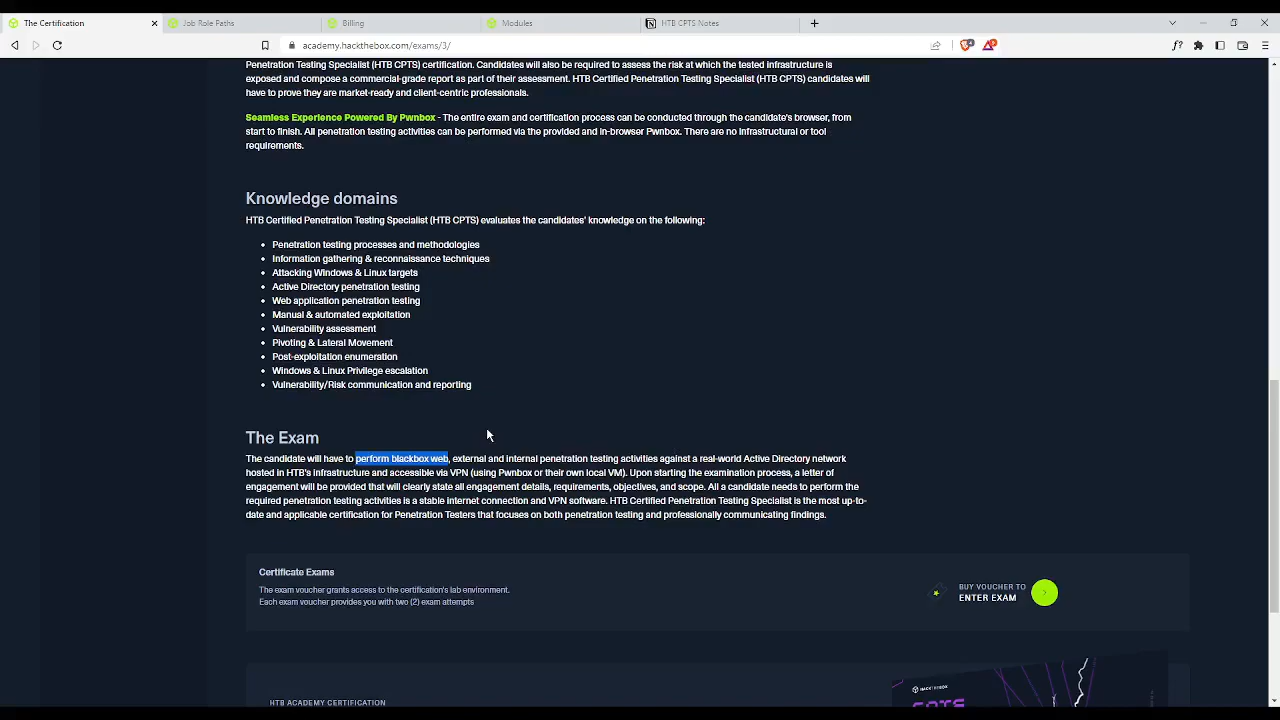 The Certification
Job Role Paths
Billing
Modules
HTB CPTS Notes
academy.hackthebox.com/exams/3/
Penetration Testing Specialist (HTB CPTS) certification. Candidates will also be required to assess the risk at which the tested infrastructure is
exposed and compose a commercial-grade report as part of their assessment. HTB Certified Penetration Testing Specialist (HTB CPTS) candidates will
have to prove they are market-ready and client-centric professionals.
Seamless Experience Powered By Pwnbox - The entire exam and certification process can be conducted through the candidate's browser, from
start to finish. All penetration testing activities can be performed via the provided and in-browser Pwnbox. There are no infrastructural or tool
requirements.
Knowledge domains
HTB Certified Penetration Testing Specialist (HTB CPTS) evaluates the candidates' knowledge on the following:
• Penetration testing processes and methodologies
• Information gathering & reconnaissance techniques
• Attacking Windows & Linux targets
• Active Directory penetration testing
• Web application penetration testing
• Manual & automated exploitation
• Vulnerability assessment
• Pivoting & Lateral Movement
• Post-exploitation enumeration
• Windows & Linux Privilege escalation
• Vulnerability/Risk communication and reporting
The Exam
The candidate will have to perform blackbox web, external and internal penetration testing activities against a real-world Active Directory network
hosted in HTB's infrastructure and accessible via VPN (using Pwnbox or their own local VM). Upon starting the examination process, a letter of
engagement will be provided that will clearly state all engagement details, requirements, objectives, and scope. All a candidate needs to perform the
required penetration testing activities is a stable internet connection and VPN software. HTB Certified Penetration Testing Specialist is the most up-to-
date and applicable certification for Penetration Testers that focuses on both penetration testing and professionally communicating findings.
Certificate Exams
The exam voucher grants access to the certification's lab environment.
Each exam voucher provides you with two (2) exam attempts
BUY VOUCHER TO
ENTER EXAM
HTB ACADEMY CERTIFICATION
HACKTHEBOX
CPTS